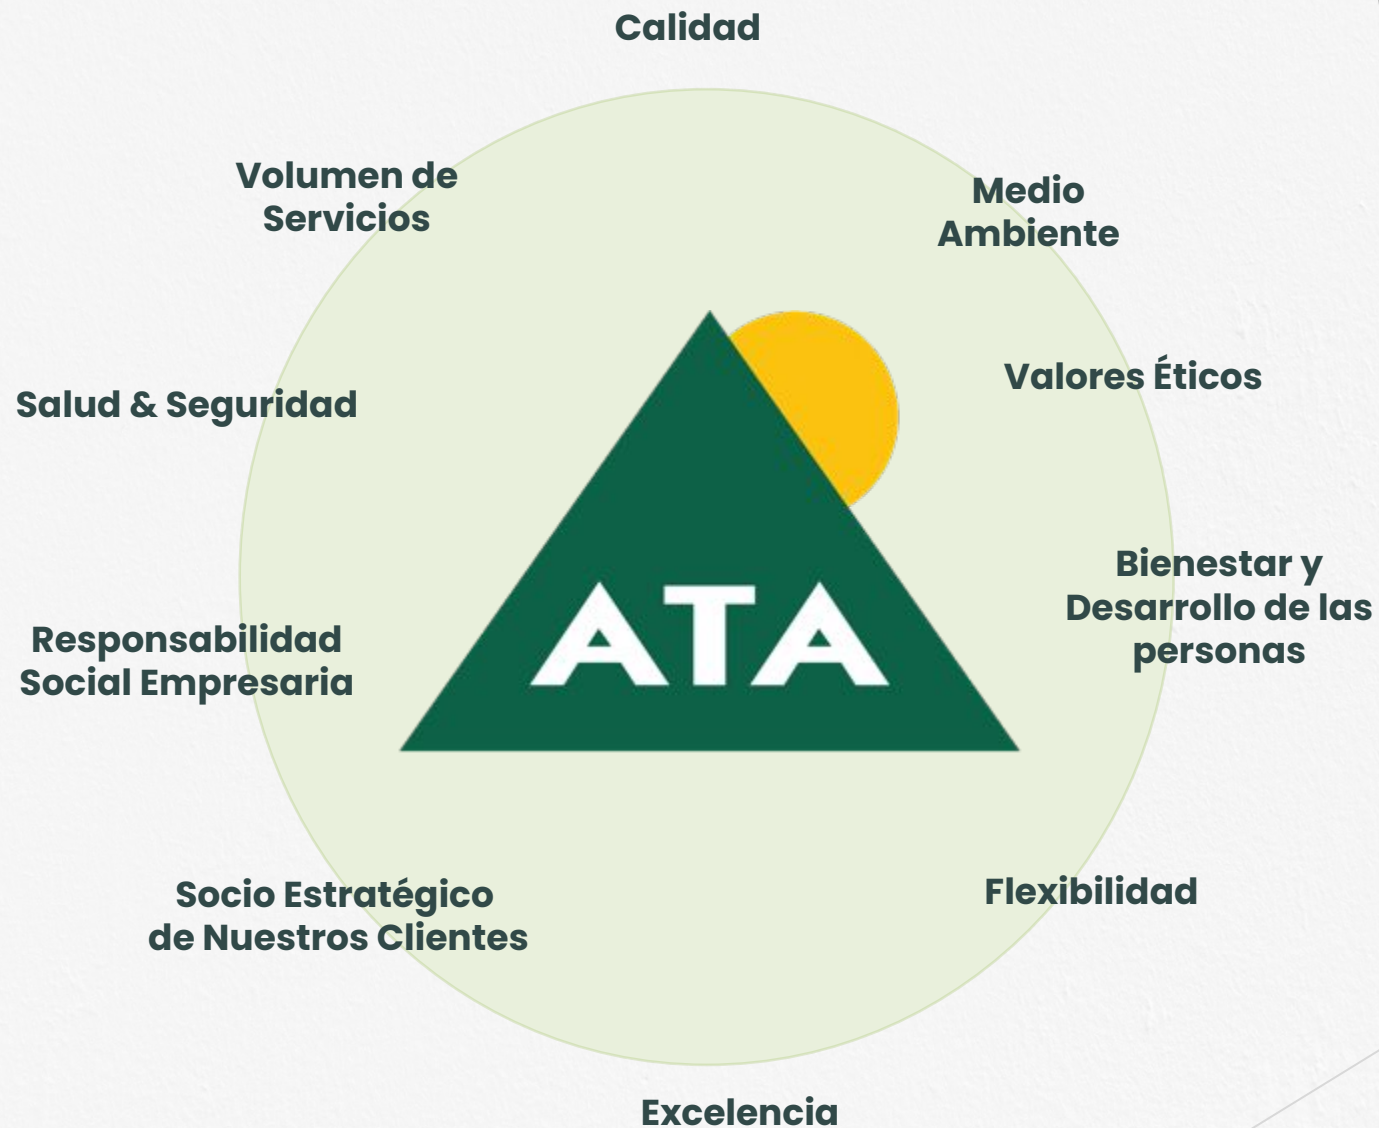 Calidad
Volumen de
Servicios
Medio
Ambiente
Valores Éticos
Salud & Seguridad
Bienestar y
Desarrollo de las
personas
ATA
Responsabilidad
Social Empresaria
Socio Estratégico
de Nuestros Clientes
Flexibilidad
Excelencia